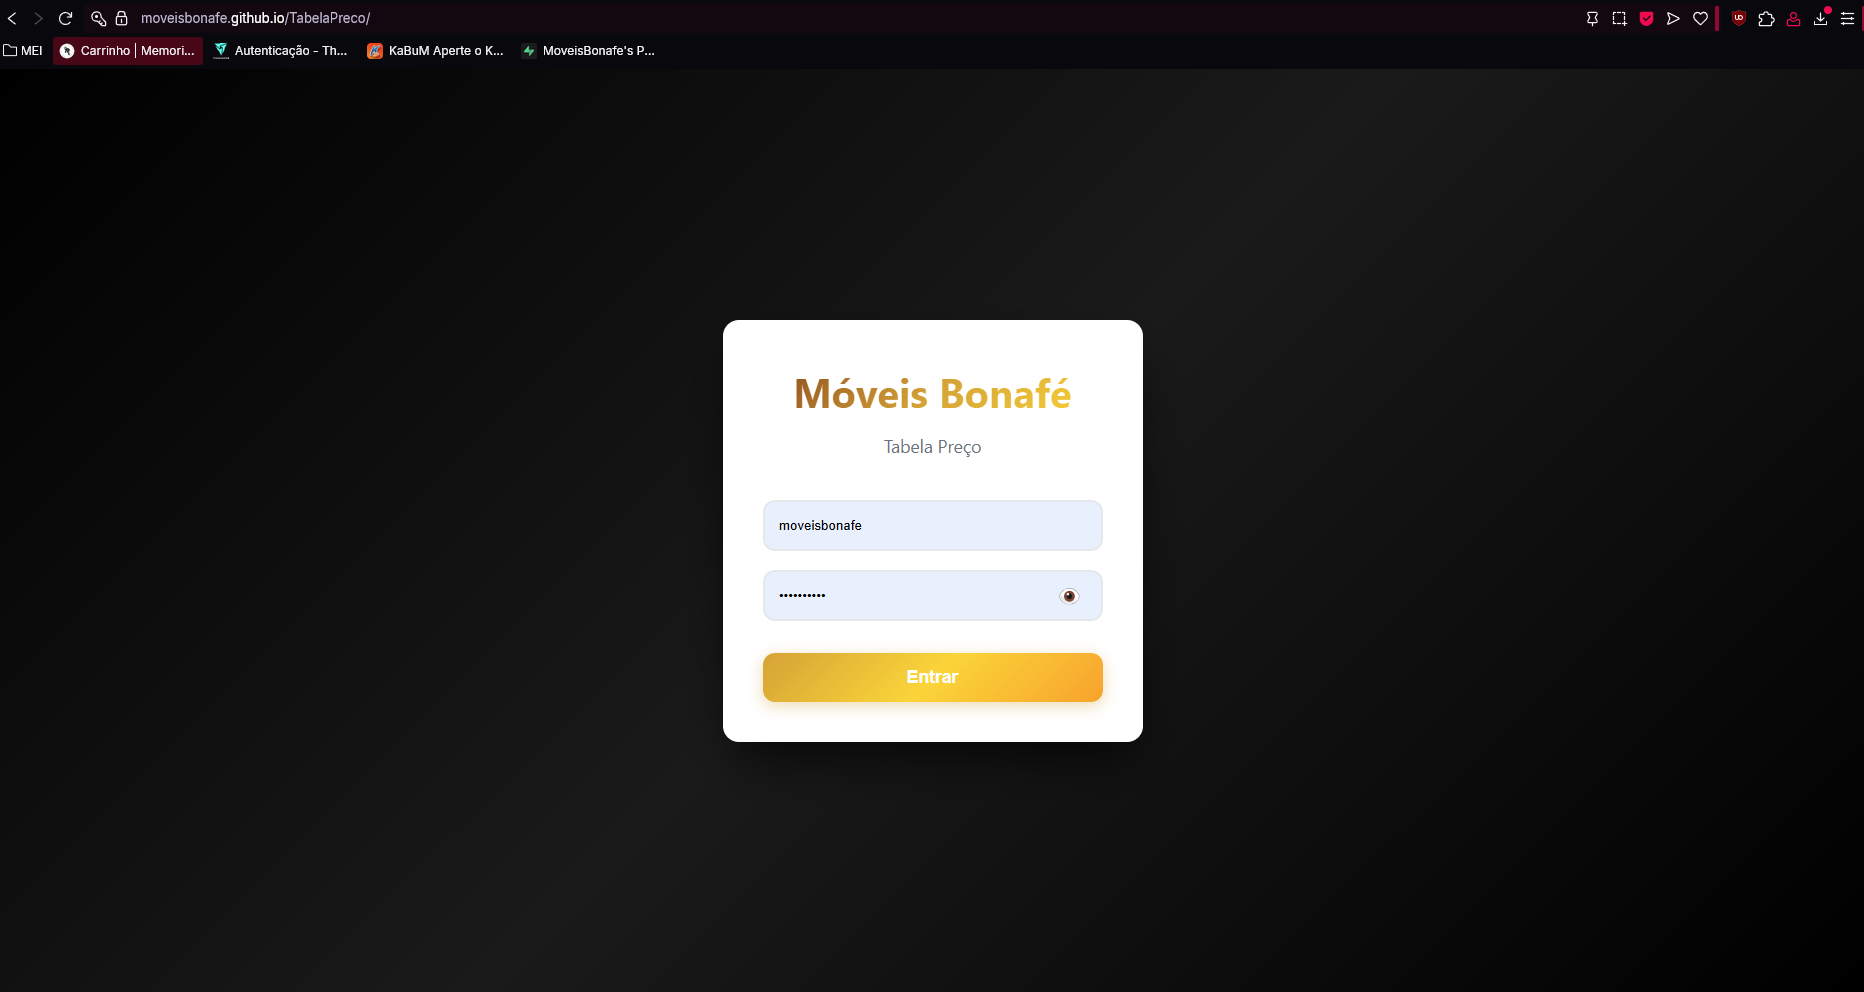 moveisbonafe.github.io/TabelaPreco/
MEI
Carrinho | Memori...
Autenticação - Th...
KaBuM Aperte o K...
MoveisBonafe's P...
Móveis Bonafé
Tabela Preço
moveisbonafe
••••••••••
Entrar